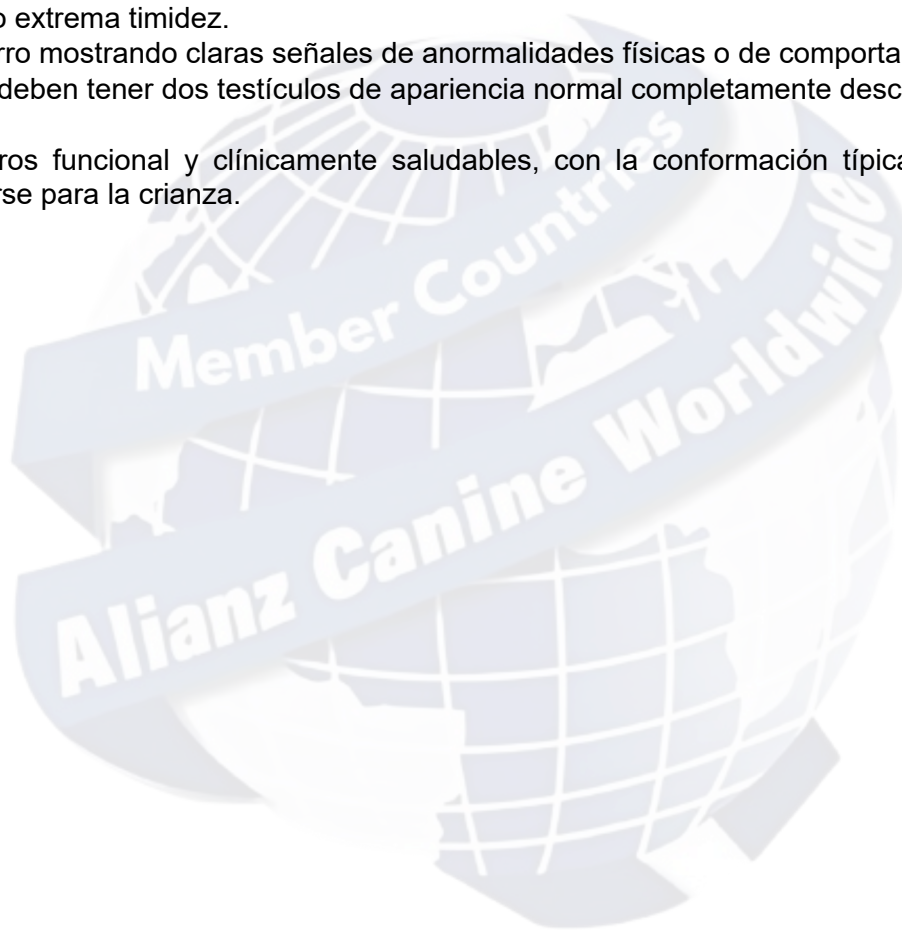 o extrema timidez.
rro mostrando claras señales de anormalidades físicas o de comporta
deben tener dos testículos de apariencia normal completamente desc
ros funcional y clínicamente saludables, con la conformación típica
rse para la crianza.
Member Countries
Alianz Canine Worldwide